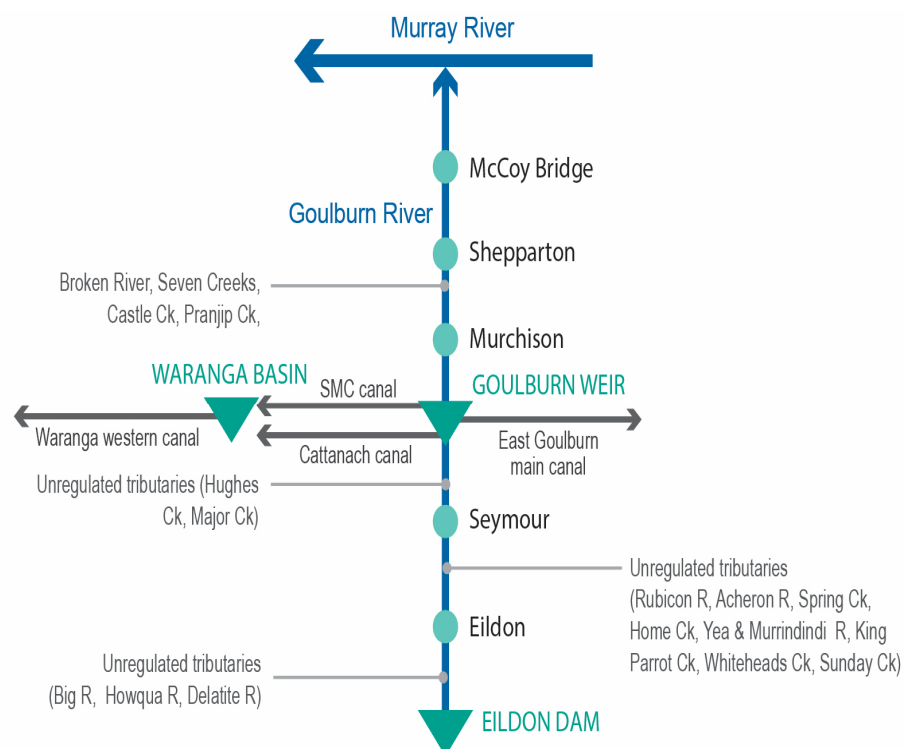 Murray River
McCoy Bridge
Goulburn River
Shepparton
Broken River, Seven Creeks,
Castle Ck, Pranjip Ck,
Murchison
WARANGA BASIN
SMC canal
GOULBURN WEIR
Waranga western canal
Cattanach canal
East Goulburn
main canal
Unregulated tributaries (Hughes
Ck, Major Ck)
Seymour
Unregulated tributaries
(Rubicon R, Acheron R, Spring Ck,
Home Ck, Yea & Murrindindi R, King
Parrot Ck, Whiteheads Ck, Sunday Ck)
Eildon
Unregulated tributaries
(Big R, Howqua R, Delatite R)
EILDON DAM